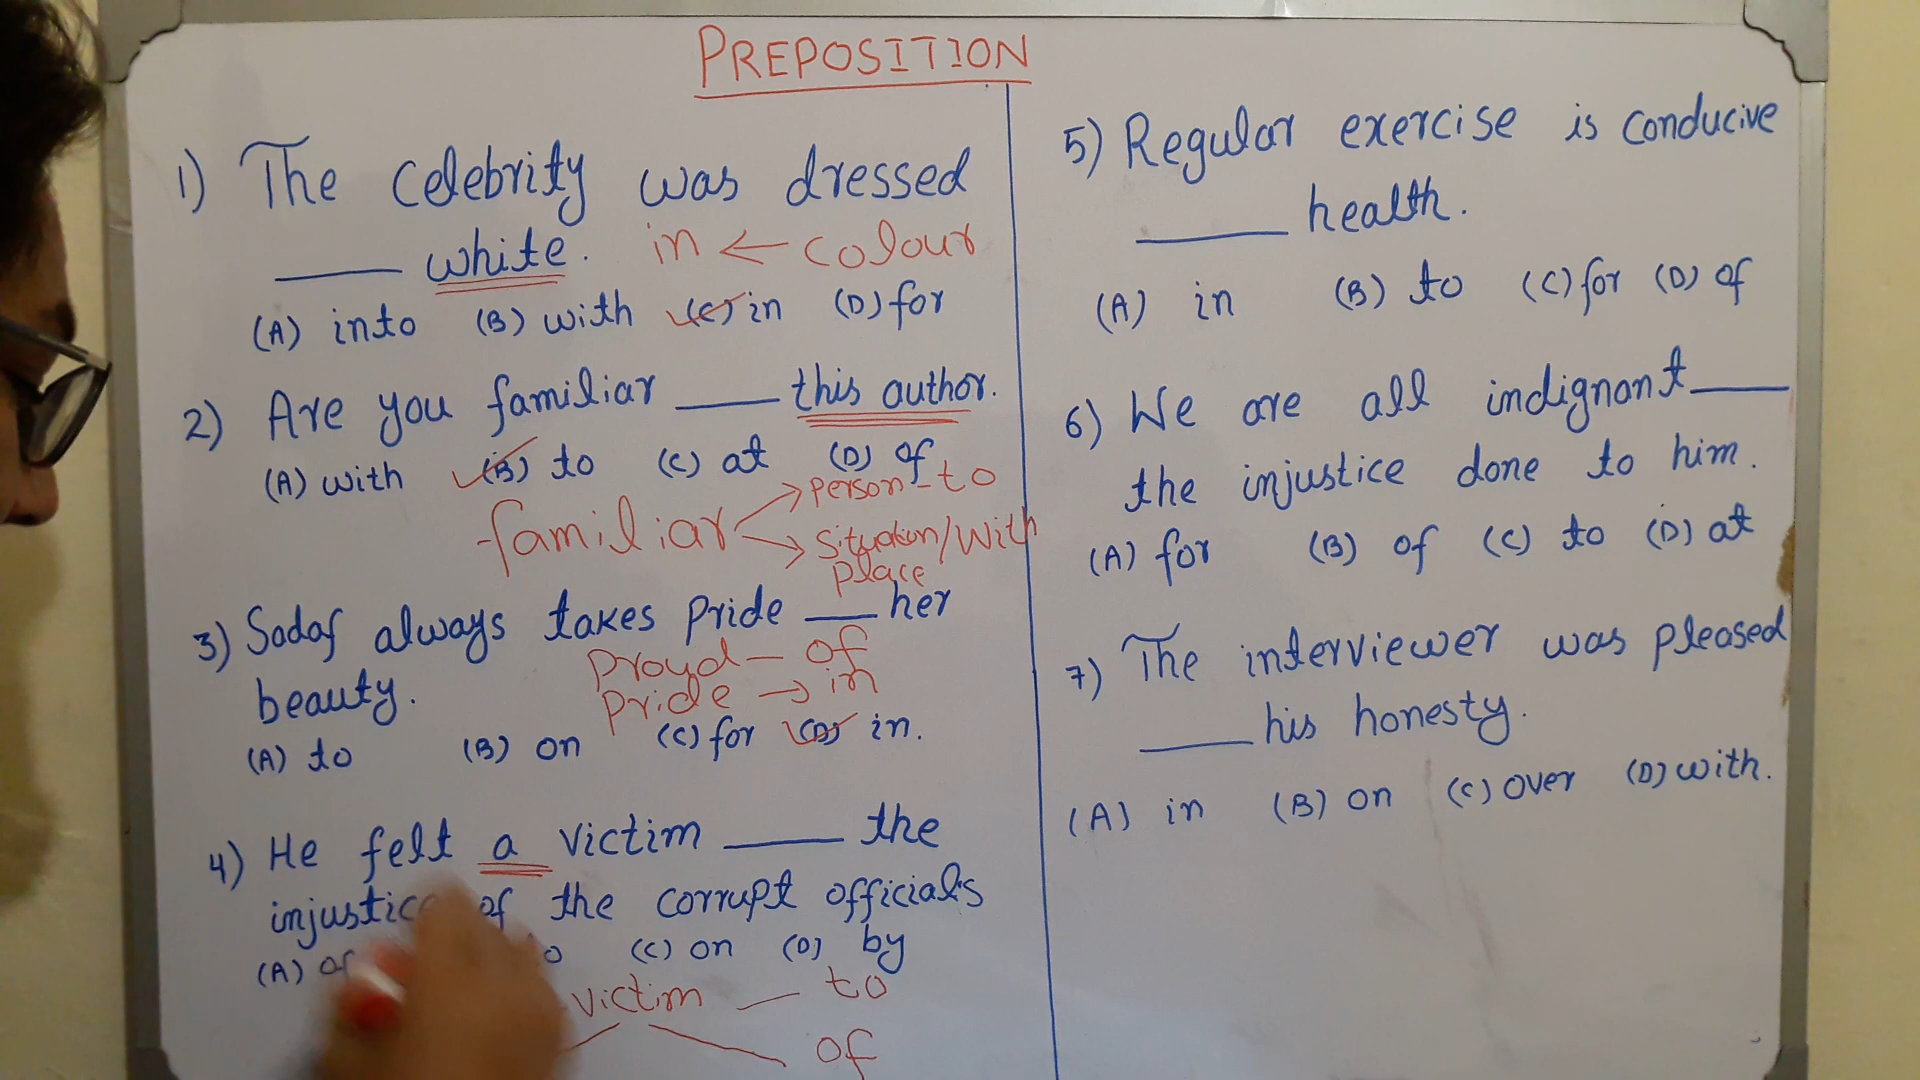 PREPOSITION
1) The celebrity was dressed
____ white. in ← colour
(A) into (B) with (C) in (D) for
2) Are you familiar ____ this author.
(A) with (B) to (C) at (D) of
familiar person - to
situation/with
place
3) Sadaf always takes pride ____ her
beauty. proud - of
pride → in
(A) to (B) on (C) for (D) in.
4) He felt a victim ____ the
injustice of the corrupt officials
(A) of (C) on (D) by
victim - to
of
5) Regular exercise is conducive
____ health.
(A) in (B) to (C) for (D) of
6) We are all indignant ____
the injustice done to him.
(A) for (B) of (C) to (D) at
7) The interviewer was pleased
____ his honesty.
(A) in (B) on (C) over (D) with.